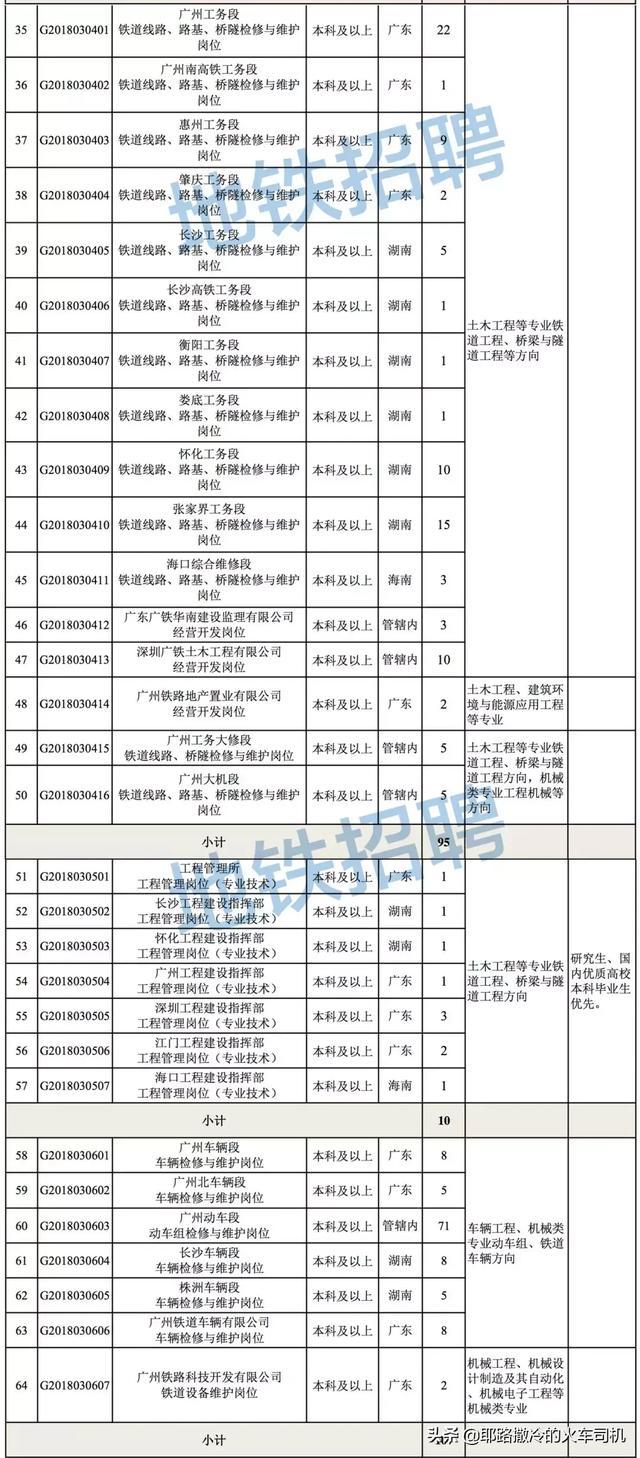 35 G2018030401 广州工务段 本科及以上 广东 22
铁道线路、路基、桥隧检修与维护
岗位
36 G2018030402 广州南高铁工务段 本科及以上 广东 1
铁道线路、路基、桥隧检修与维护
岗位
37 G2018030403 惠州工务段 本科及以上 广东 9
铁道线路、路基、桥隧检修与维护
岗位
38 G2018030404 肇庆工务段 本科及以上 广东 2
铁道线路、路基、桥隧检修与维护
岗位
39 G2018030405 长沙工务段 本科及以上 湖南 5
铁道线路、路基、桥隧检修与维护
岗位
40 G2018030406 长沙高铁工务段 本科及以上 湖南 1
铁道线路、路基、桥隧检修与维护
岗位
41 G2018030407 衡阳工务段 本科及以上 湖南 1
铁道线路、路基、桥隧检修与维护
岗位
42 G2018030408 娄底工务段 本科及以上 湖南 1
铁道线路、路基、桥隧检修与维护
岗位
43 G2018030409 怀化工务段 本科及以上 湖南 10
铁道线路、路基、桥隧检修与维护
岗位
44 G2018030410 张家界工务段 本科及以上 湖南 15
铁道线路、路基、桥隧检修与维护
岗位
45 G2018030411 海口综合维修段 本科及以上 海南 3
铁道线路、路基、桥隧检修与维护
岗位
46 G2018030412 广东广铁华南建设监理有限公司 本科及以上 管辖内 3
经营开发岗位
47 G2018030413 深圳广铁土木工程有限公司 本科及以上 管辖内 10
经营开发岗位
土木工程等专业铁
道工程、桥梁与隧
道工程等方向
48 G2018030414 广州铁路地产置业有限公司 本科及以上 广东 2
经营开发岗位
土木工程、建筑环
境与能源应用工程
等专业
49 G2018030415 广州工务大修段 本科及以上 管辖内 5
铁道线路、桥隧检修与维护岗位
50 G2018030416 广州大机段 本科及以上 管辖内 5
铁道线路、路基、桥隧检修与维护
岗位
土木工程等专业铁
道工程、桥梁与隧
道工程方向，机械
类专业工程机械等
方向
小计 95
51 G2018030501 工程管理所 本科及以上 广东 1
工程管理岗位（专业技术）
52 G2018030502 长沙工程建设指挥部 本科及以上 湖南 1
工程管理岗位（专业技术）
53 G2018030503 怀化工程建设指挥部 本科及以上 湖南 1
工程管理岗位（专业技术）
54 G2018030504 广州工程建设指挥部 本科及以上 广东 1
工程管理岗位（专业技术）
55 G2018030505 深圳工程建设指挥部 本科及以上 广东 3
工程管理岗位（专业技术）
56 G2018030506 江门工程建设指挥部 本科及以上 广东 2
工程管理岗位（专业技术）
57 G2018030507 海口工程建设指挥部 本科及以上 海南 1
工程管理岗位（专业技术）
土木工程等专业铁
道工程、桥梁与隧
道工程方向
研究生、国
内优质高校
本科毕业生
优先。
小计 10
58 G2018030601 广州车辆段 本科及以上 广东 8
车辆检修与维护岗位
59 G2018030602 广州北车辆段 本科及以上 广东 5
车辆检修与维护岗位
60 G2018030603 广州动车段 本科及以上 管辖内 71
动车组检修与维护岗位
61 G2018030604 长沙车辆段 本科及以上 湖南 8
车辆检修与维护岗位
62 G2018030605 株洲车辆段 本科及以上 湖南 5
车辆检修与维护岗位
63 G2018030606 广州铁道车辆有限公司 本科及以上 广东 8
车辆检修与维护岗位
车辆工程、机械类
专业动车组、铁道
车辆方向
64 G2018030607 广州铁路科技开发有限公司 本科及以上 广东 2
铁道设备维护岗位
机械工程、机械设
计制造及其自动化
、机械电子工程等
机械类专业
小计
地铁招聘
地铁招聘
头条 @耶路撒冷的火车司机